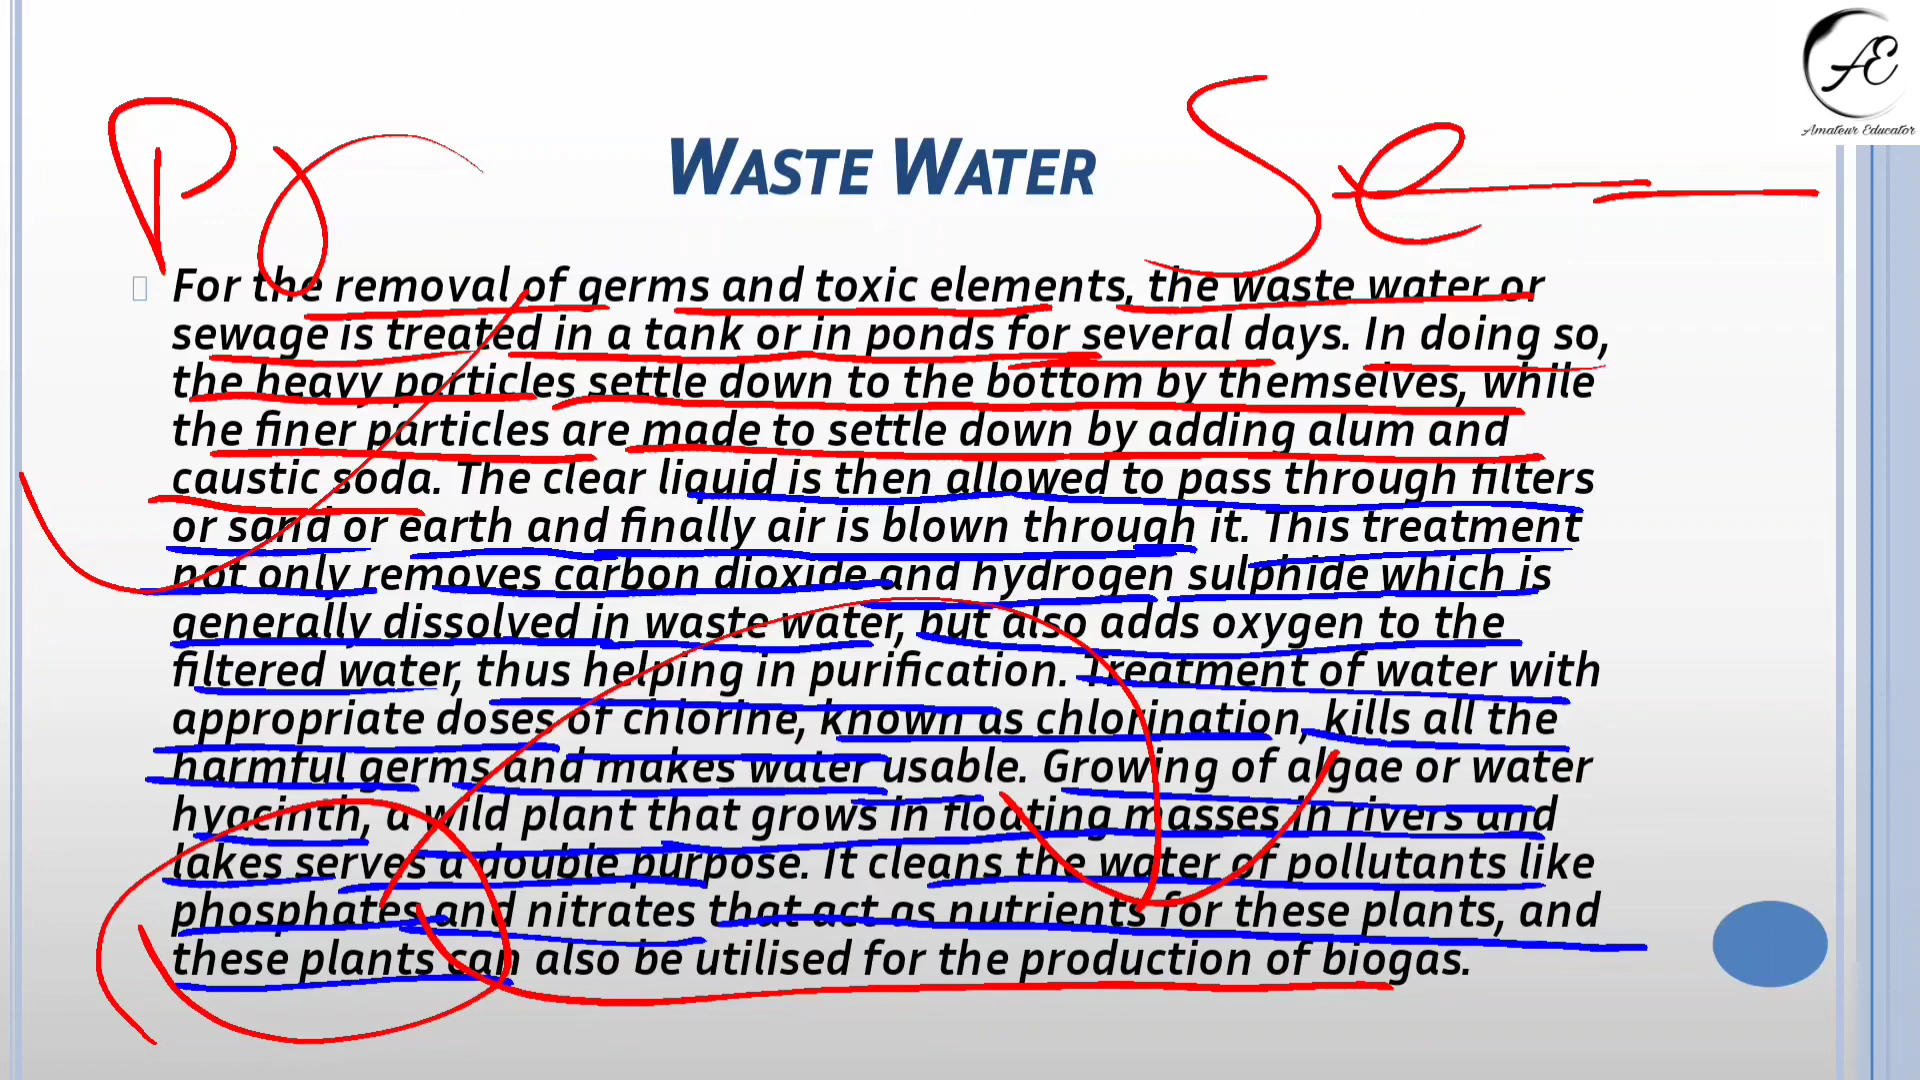 Amateur Educator
Pr
Se
WASTE WATER
For the removal of germs and toxic elements, the waste water or
sewage is treated in a tank or in ponds for several days. In doing so,
the heavy particles settle down to the bottom by themselves, while
the finer particles are made to settle down by adding alum and
caustic soda. The clear liquid is then allowed to pass through filters
or sand or earth and finally air is blown through it. This treatment
not only removes carbon dioxide and hydrogen sulphide which is
generally dissolved in waste water, but also adds oxygen to the
filtered water, thus helping in purification. Treatment of water with
appropriate doses of chlorine, known as chlorination, kills all the
harmful germs and makes water usable. Growing of algae or water
hyacinth, a wild plant that grows in floating masses in rivers and
lakes serves a double purpose. It cleans the water of pollutants like
phosphates and nitrates that act as nutrients for these plants, and
these plants can also be utilised for the production of biogas.